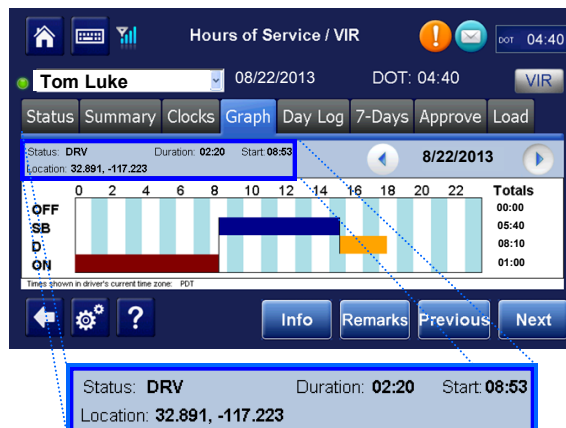 Hours of Service / VIR
!
DOT 04:40
Tom Luke 08/22/2013 DOT: 04:40 VIR
Status Summary Clocks Graph Day Log 7-Days Approve Load
Status: DRV Duration: 02:20 Start: 08:53
Location: 32.891, -117.223
8/22/2013
0 2 4 6 8 10 12 14 16 18 20 22 Totals
OFF 00:00
SB 05:40
D 08:10
ON 01:00
Times shown in driver's current time zone: PDT
? Info Remarks Previous Next
Status: DRV Duration: 02:20 Start: 08:53
Location: 32.891, -117.223